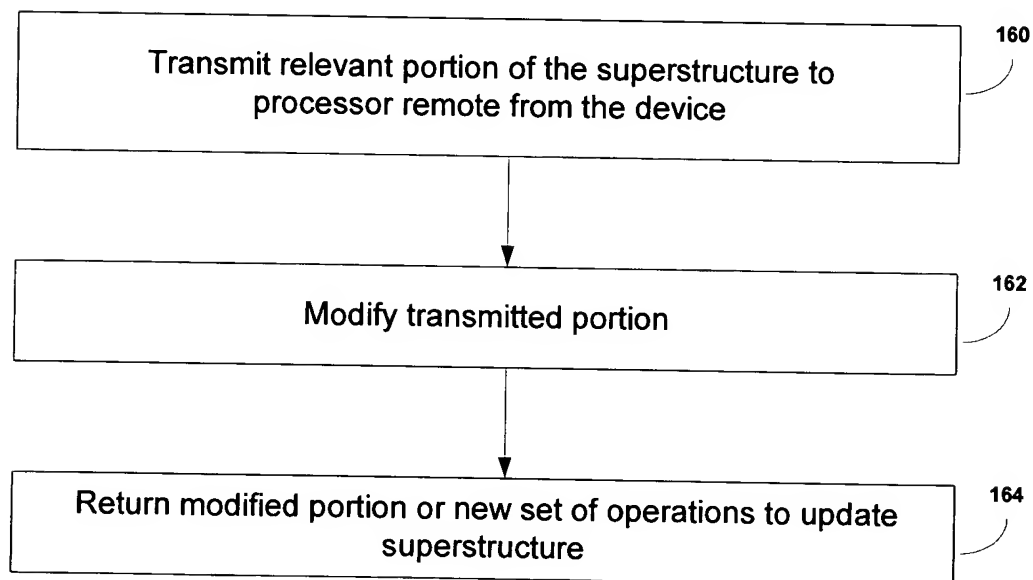 160
Transmit relevant portion of the superstructure to
processor remote from the device
162
Modify transmitted portion
164
Return modified portion or new set of operations to update
superstructure